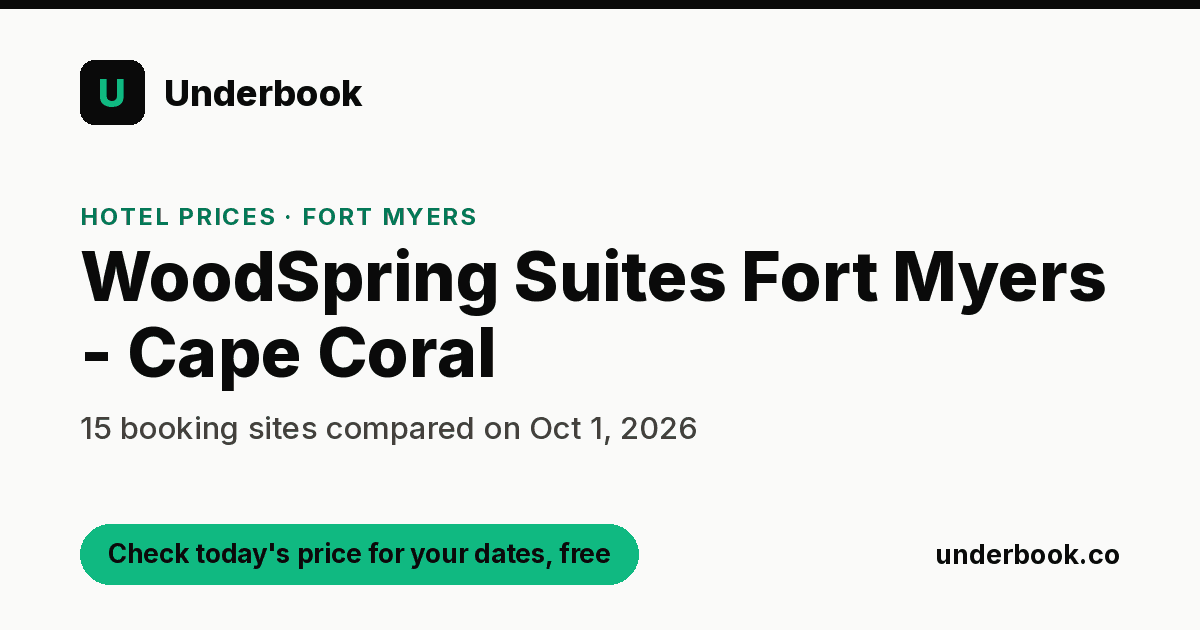 U Underbook
HOTEL PRICES · FORT MYERS
WoodSpring Suites Fort Myers
- Cape Coral
15 booking sites compared on Oct 1, 2026
Check today's price for your dates, free
underbook.co